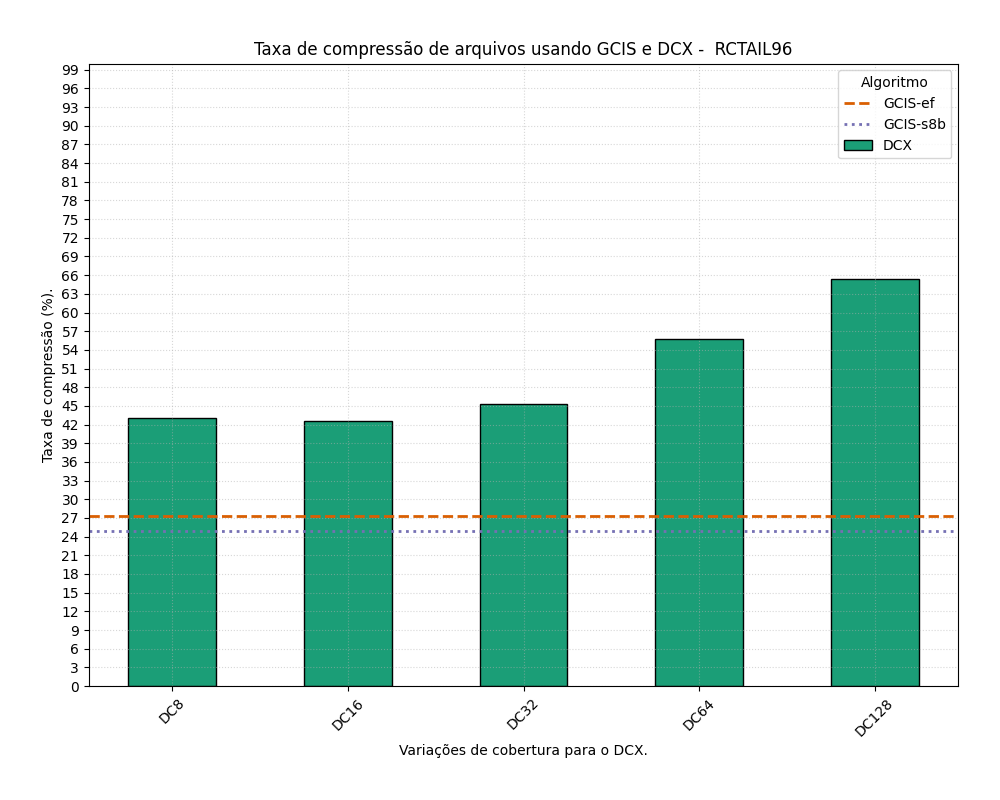 Taxa de compressão de arquivos usando GCIS e DCX -  RCTAIL96
Algoritmo
GCIS-ef
GCIS-s8b
DCX
Taxa de compressão (%).
99
96
93
90
87
84
81
78
75
72
69
66
63
60
57
54
51
48
45
42
39
36
33
30
27
24
21
18
15
12
9
6
3
0
DC8
DC16
DC32
DC64
DC128
Variações de cobertura para o DCX.